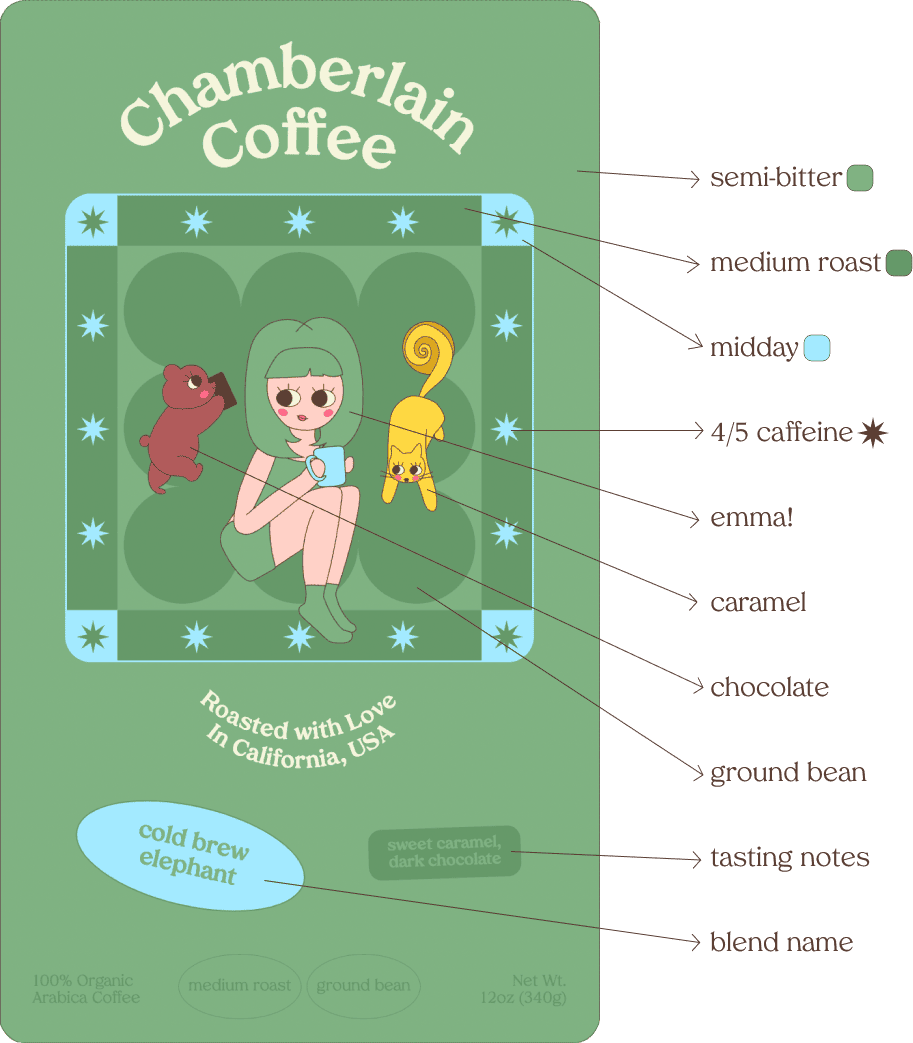 Chamberlain
Coffee
semi-bitter
medium roast
midday
4/5 caffeine
emma!
caramel
chocolate
ground bean
tasting notes
blend name
Roasted with Love
In California, USA
cold brew
elephant
sweet caramel,
dark chocolate
100% Organic
Arabica Coffee
medium roast
ground bean
Net Wt.
12oz (340g)